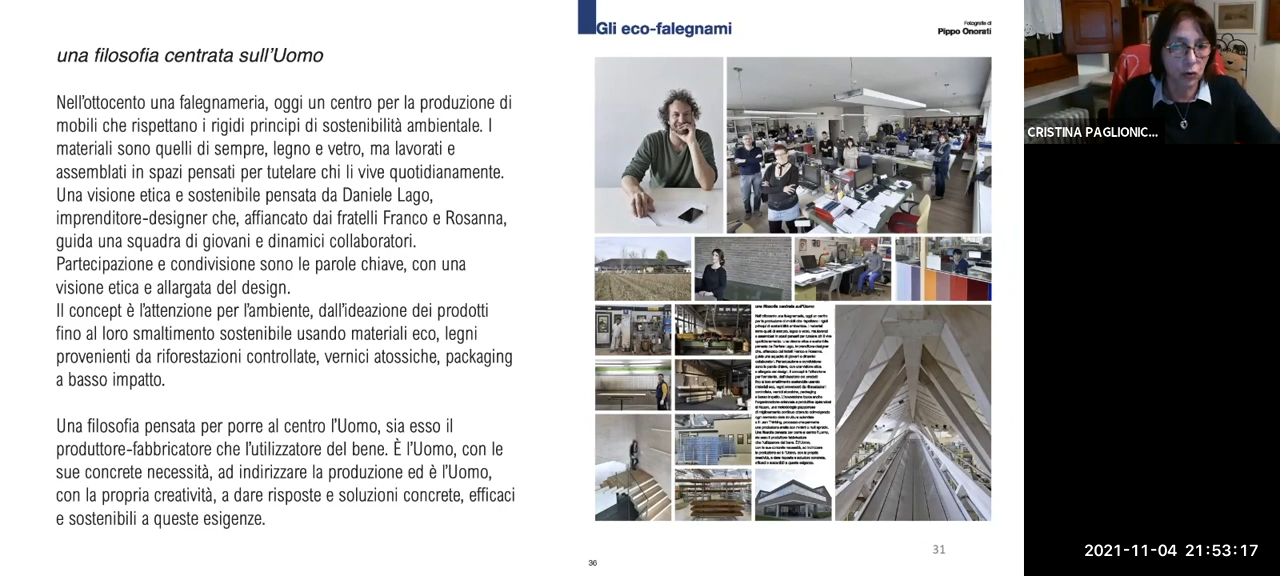 una filosofia centrata sull'Uomo
Nell'ottocento una falegnameria, oggi un centro per la produzione di
mobili che rispettano i rigidi principi di sostenibilità ambientale. I
materiali sono quelli di sempre, legno e vetro, ma lavorati e
assemblati in spazi pensati per tutelare chi li vive quotidianamente.
Una visione etica e sostenibile pensata da Daniele Lago,
imprenditore-designer che, affiancato dai fratelli Franco e Rosanna,
guida una squadra di giovani e dinamici collaboratori.
Partecipazione e condivisione sono le parole chiave, con una
visione etica e allargata del design.
Il concept è l'attenzione per l'ambiente, dall'ideazione dei prodotti
fino al loro smaltimento sostenibile usando materiali eco, legni
provenienti da riforestazioni controllate, vernici atossiche, packaging
a basso impatto.
Una filosofia pensata per porre al centro l'Uomo, sia esso il
produttore-fabbricatore che l'utilizzatore del bene. È l'Uomo, con le
sue concrete necessità, ad indirizzare la produzione ed è l'Uomo,
con la propria creatività, a dare risposte e soluzioni concrete, efficaci
e sostenibili a queste esigenze.
Gli eco-falegnami
Fotografie di
Pippo Onorati
una filosofia centrata sull'Uomo
36
31
CRISTINA PAGLIONIC...
2021-11-04 21:53:17